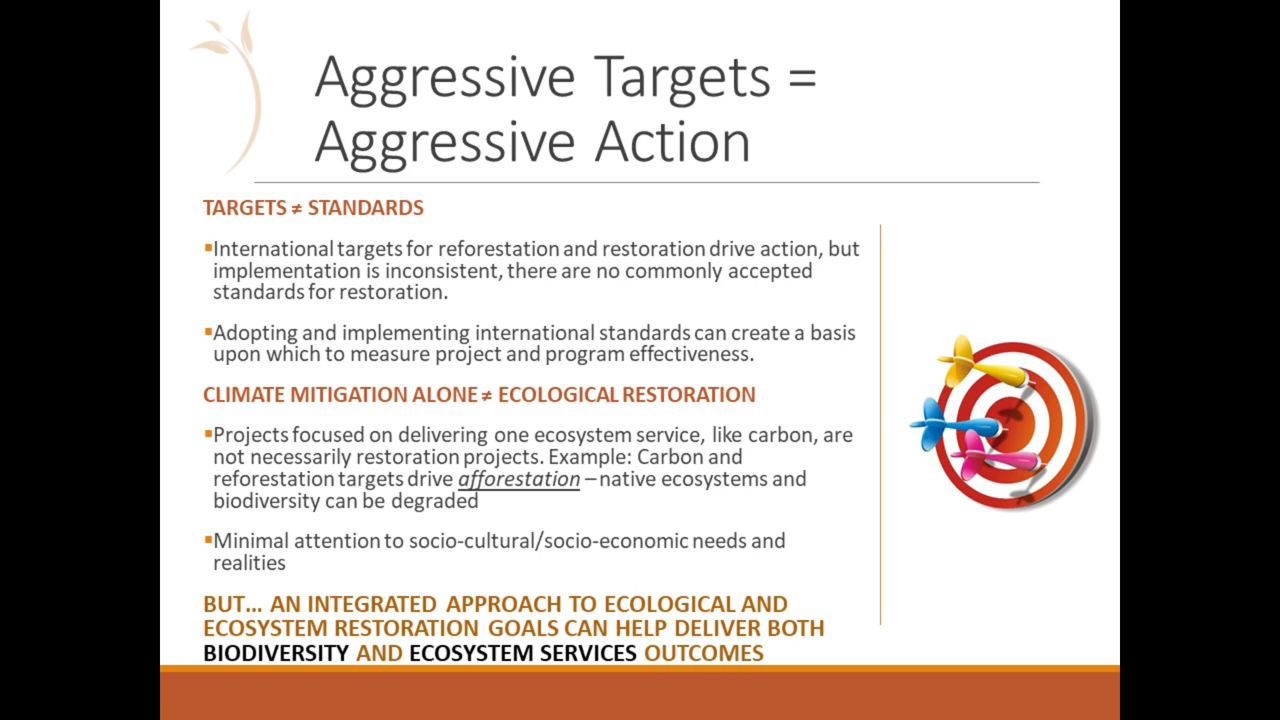 Aggressive Targets =
Aggressive Action
TARGETS ≠ STANDARDS
▪International targets for reforestation and restoration drive action, but
implementation is inconsistent, there are no commonly accepted
standards for restoration.
▪Adopting and implementing international standards can create a basis
upon which to measure project and program effectiveness.
CLIMATE MITIGATION ALONE ≠ ECOLOGICAL RESTORATION
▪Projects focused on delivering one ecosystem service, like carbon, are
not necessarily restoration projects. Example: Carbon and
reforestation targets drive afforestation – native ecosystems and
biodiversity can be degraded
▪Minimal attention to socio-cultural/socio-economic needs and
realities
BUT... AN INTEGRATED APPROACH TO ECOLOGICAL AND
ECOSYSTEM RESTORATION GOALS CAN HELP DELIVER BOTH
BIODIVERSITY AND ECOSYSTEM SERVICES OUTCOMES